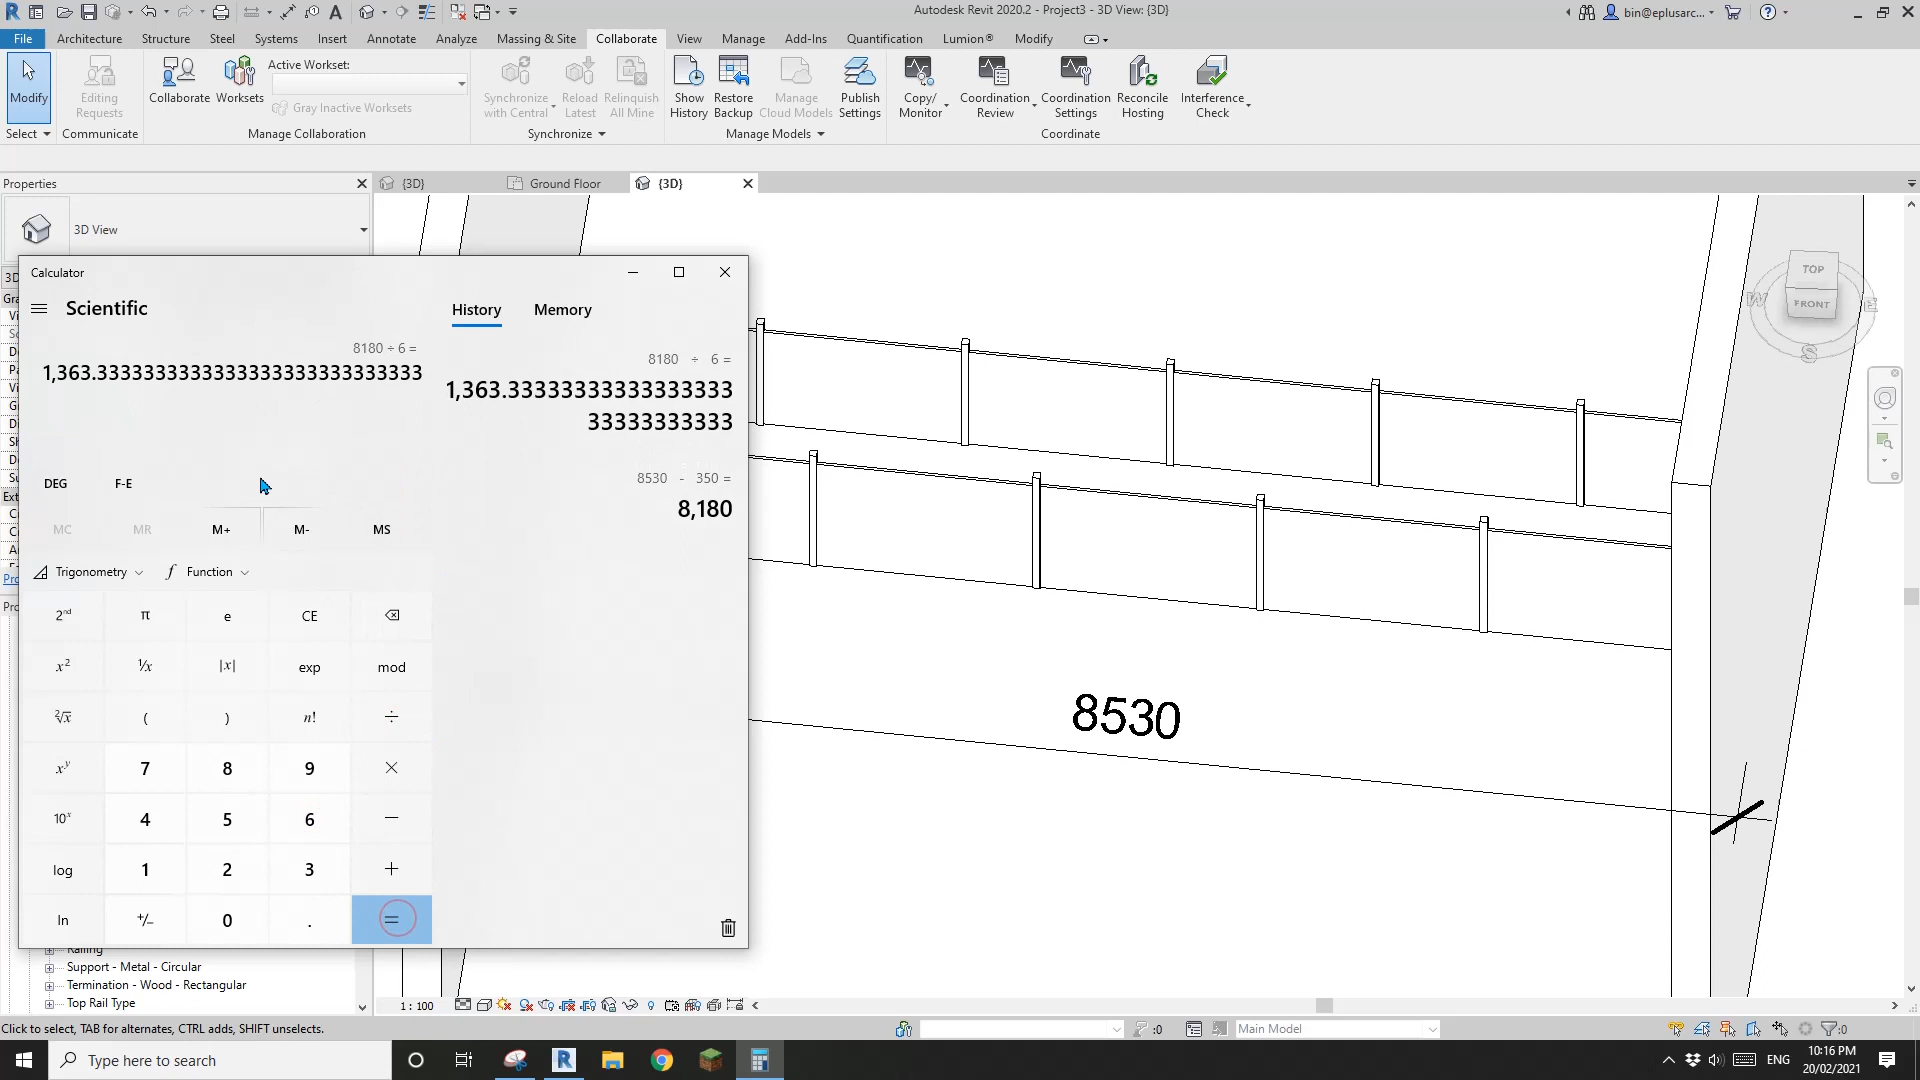 Autodesk Revit 2020.2 - Project3 - 3D View: {3D}
bin@eplusarc...
File Architecture Structure Steel Systems Insert Annotate Analyze Massing & Site Collaborate View Manage Add-Ins Quantification Lumion® Modify
Modify
Editing
Requests
Collaborate
Worksets
Active Workset:
Gray Inactive Worksets
Synchronize
with Central
Reload
Latest
Relinquish
All Mine
Show
History
Restore
Backup
Manage
Cloud Models
Publish
Settings
Copy/
Monitor
Coordination
Review
Coordination
Settings
Reconcile
Hosting
Interference
Check
Select
Communicate
Manage Collaboration
Synchronize
Manage Models
Coordinate
Properties
{3D}
Ground Floor
{3D}
3D View
Calculator
Scientific
History Memory
8180 ÷ 6 =
1,363.3333333333333333333333333333
8180 ÷ 6 =
1,363.33333333333333333333
33333333333
8530 - 350 =
8,180
DEG F-E
MC MR M+ M- MS
Trigonometry
f Function
2nd π e CE
x2 ⅟x |x| exp mod
2√x ( ) n! ÷
xy 7 8 9 ×
10x 4 5 6 −
log 1 2 3 +
ln +/− 0 . =
8530
TOP
FRONT
W
E
S
Railing
Support - Metal - Circular
Termination - Wood - Rectangular
Top Rail Type
1 : 100
Click to select, TAB for alternates, CTRL adds, SHIFT unselects.
:0
Main Model
:0
Type here to search
ENG
10:16 PM
20/02/2021